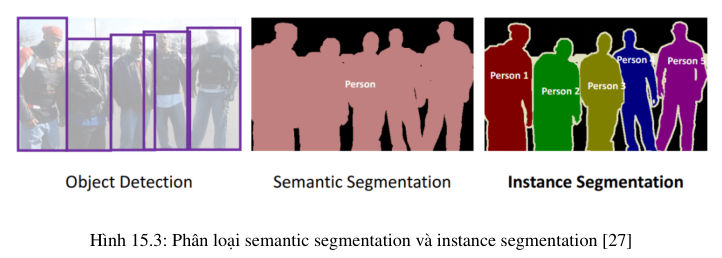 Person
Person 1
Person 2
Person 3
Person 4
Person 5
Object Detection
Semantic Segmentation
Instance Segmentation
Hình 15.3: Phân loại semantic segmentation và instance segmentation [27]